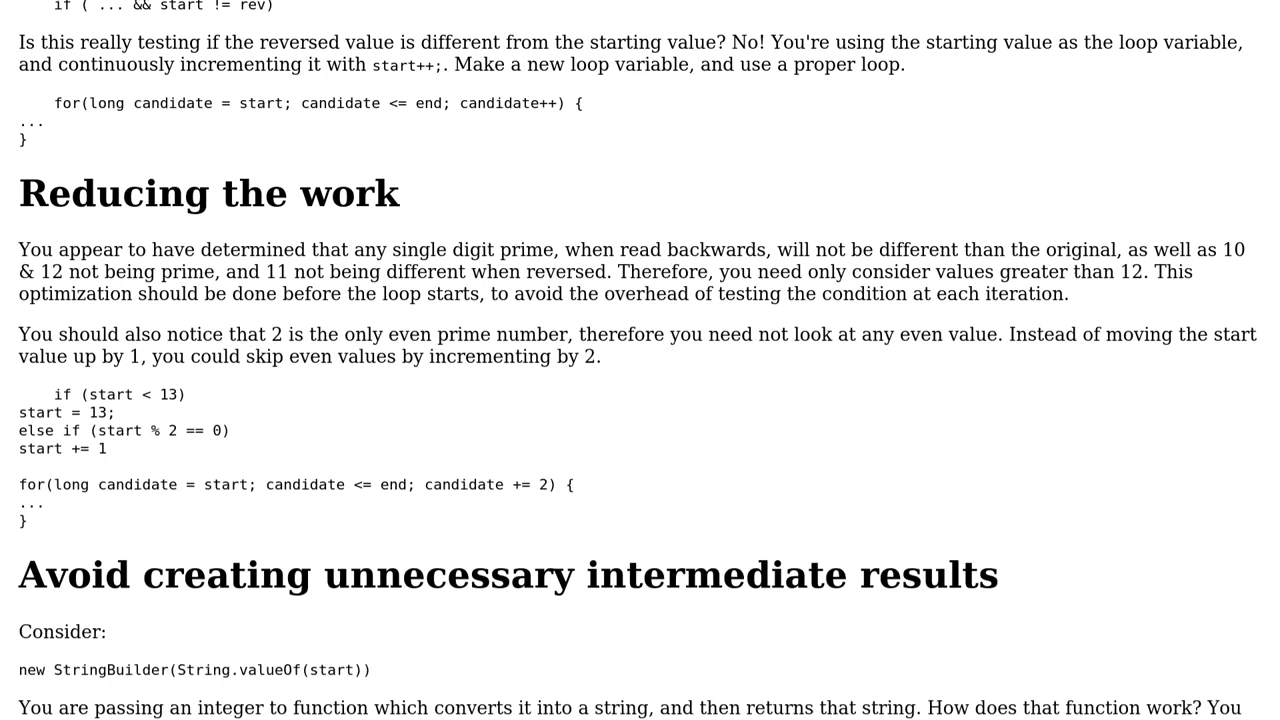 if ( ... && start != rev)
Is this really testing if the reversed value is different from the starting value? No! You're using the starting value as the loop variable,
and continuously incrementing it with start++;. Make a new loop variable, and use a proper loop.
for(long candidate = start; candidate <= end; candidate++) {
...
}
Reducing the work
You appear to have determined that any single digit prime, when read backwards, will not be different than the original, as well as 10
& 12 not being prime, and 11 not being different when reversed. Therefore, you need only consider values greater than 12. This
optimization should be done before the loop starts, to avoid the overhead of testing the condition at each iteration.
You should also notice that 2 is the only even prime number, therefore you need not look at any even value. Instead of moving the start
value up by 1, you could skip even values by incrementing by 2.
if (start < 13)
start = 13;
else if (start % 2 == 0)
start += 1
for(long candidate = start; candidate <= end; candidate += 2) {
...
}
Avoid creating unnecessary intermediate results
Consider:
new StringBuilder(String.valueOf(start))
You are passing an integer to function which converts it into a string, and then returns that string. How does that function work? You